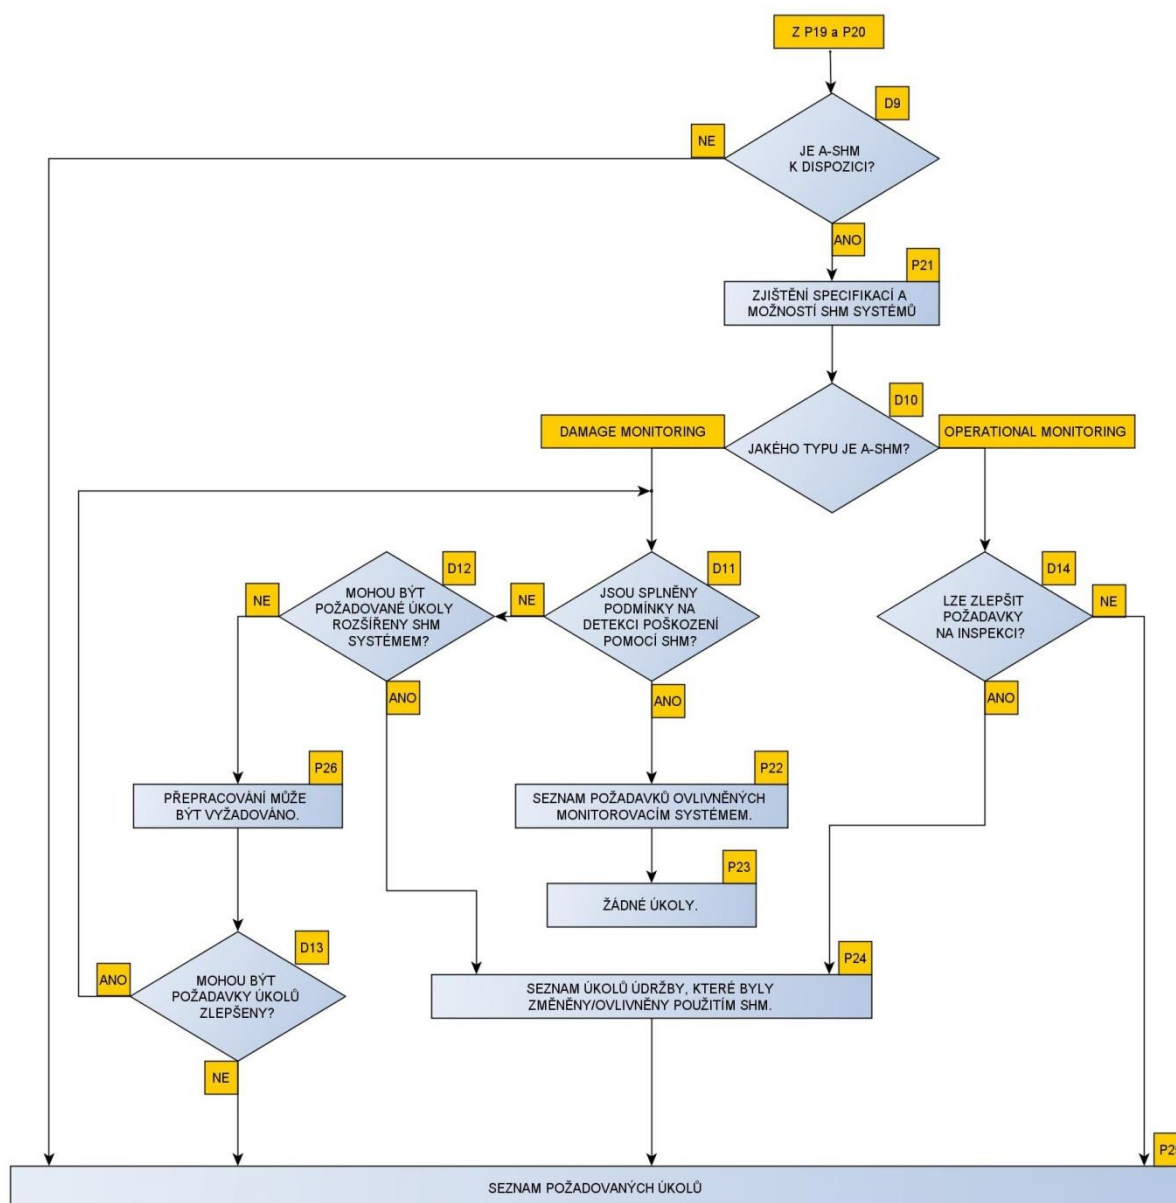 Z P19 a P20
D9
NE
JE A-SHM
K DISPOZICI?
ANO
P21
ZJIŠTĚNÍ SPECIFIKACÍ A
MOŽNOSTÍ SHM SYSTÉMŮ
D10
DAMAGE MONITORING
JAKÉHO TYPU JE A-SHM?
OPERATIONAL MONITORING
D12
D11
D14
NE
MOHOU BÝT
POŽADOVANÉ ÚKOLY
ROZŠÍŘENY SHM
SYSTÉMEM?
NE
JSOU SPLNĚNY
PODMÍNKY NA
DETEKCI POŠKOZENÍ
POMOCÍ SHM?
LZE ZLEPŠIT
POŽADAVKY
NA INSPEKCI?
NE
ANO
ANO
ANO
P26
PŘEPRACOVÁNÍ MŮŽE
BÝT VYŽADOVÁNO.
P22
SEZNAM POŽADAVKŮ OVLIVNĚNÝCH
MONITOROVACÍM SYSTÉMEM.
P23
ŽÁDNÉ ÚKOLY.
D13
ANO
MOHOU BÝT
POŽADAVKY ÚKOLŮ
ZLEPŠENY?
P24
SEZNAM ÚKOLŮ ÚDRŽBY, KTERÉ BYLY
ZMĚNĚNY/OVLIVNĚNY POUŽITÍM SHM.
NE
SEZNAM POŽADOVANÝCH ÚKOLŮ